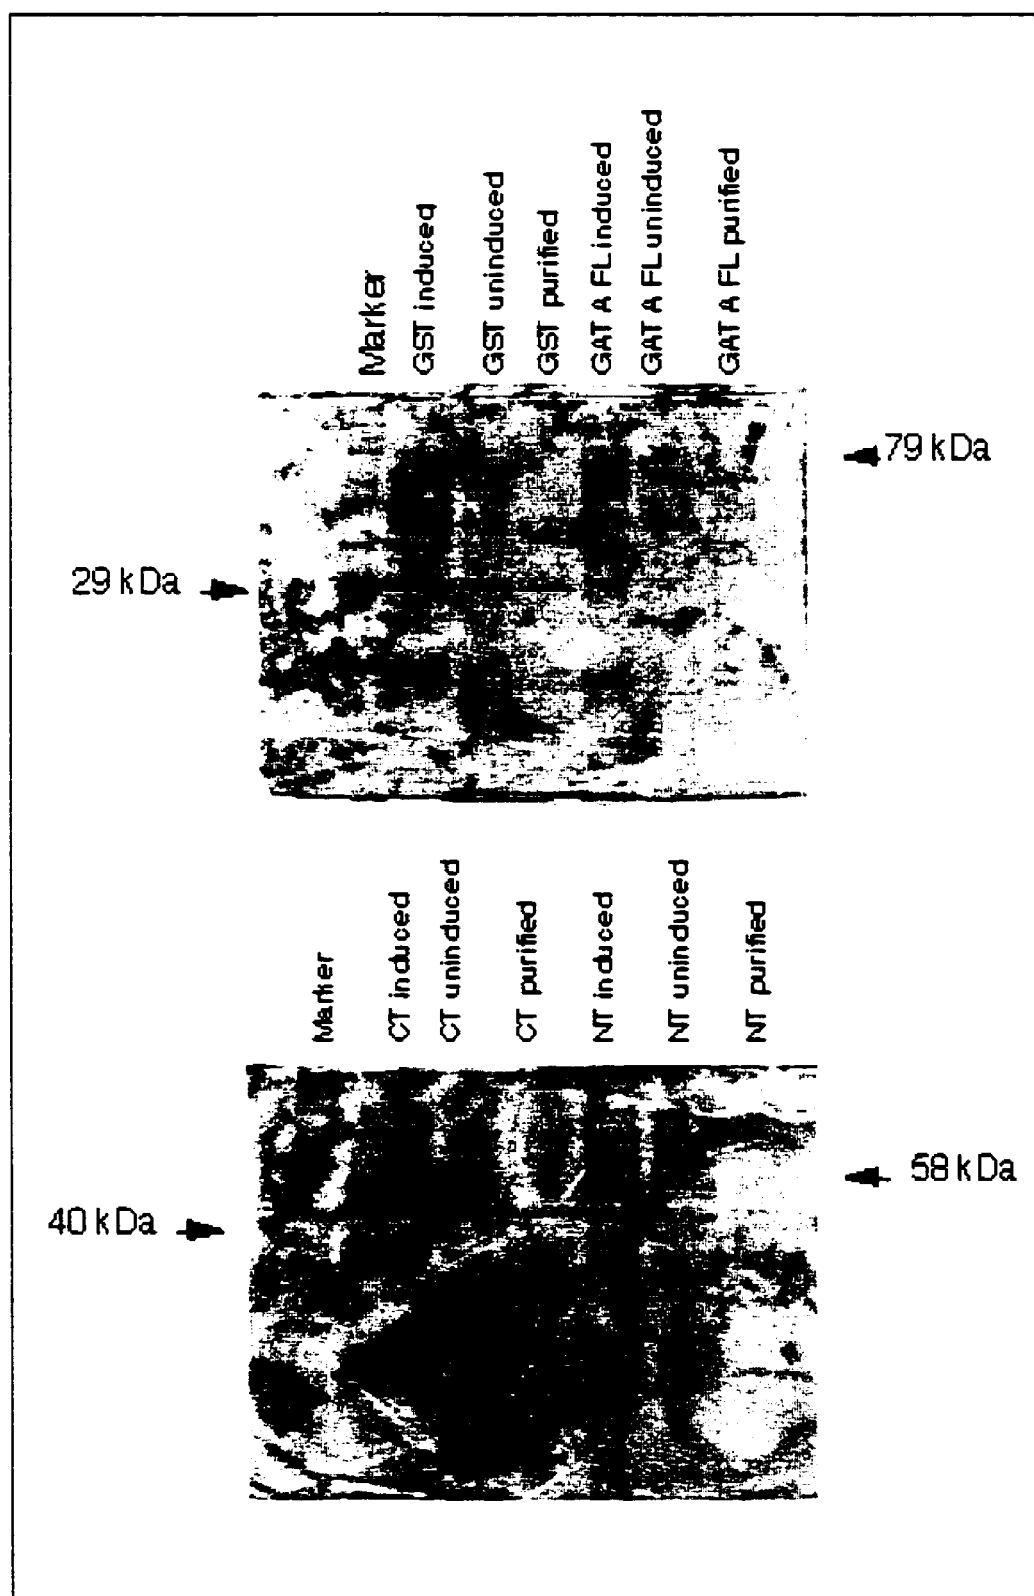 Marker
GST induced
GST uninduced
GST purified
GAT A FL induced
GAT A FL uninduced
GAT A FL purified
79 kDa
29 kDa
Marker
CT induced
CT uninduced
CT purified
NT induced
NT uninduced
NT purified
58 kDa
40 kDa